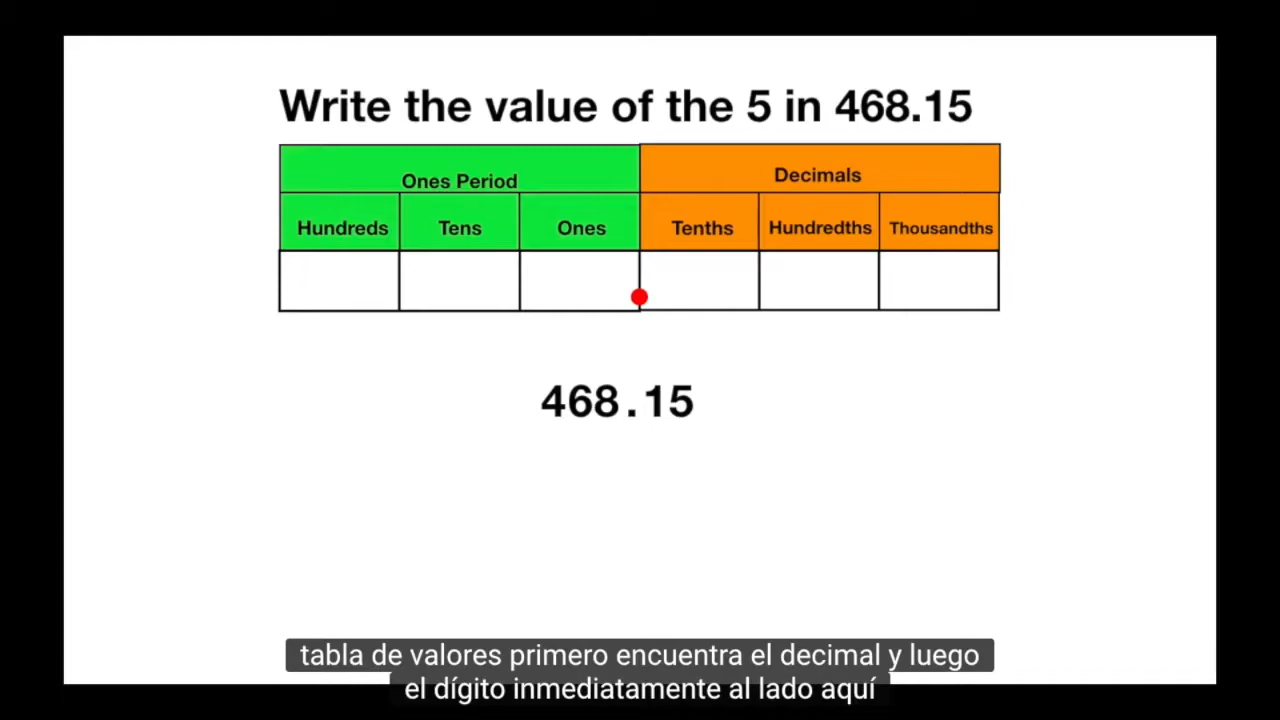 Write the value of the 5 in 468.15
Ones Period Decimals
Hundreds Tens Ones Tenths Hundredths Thousandths
468.15
tabla de valores primero encuentra el decimal y luego
el dígito inmediatamente al lado aquí